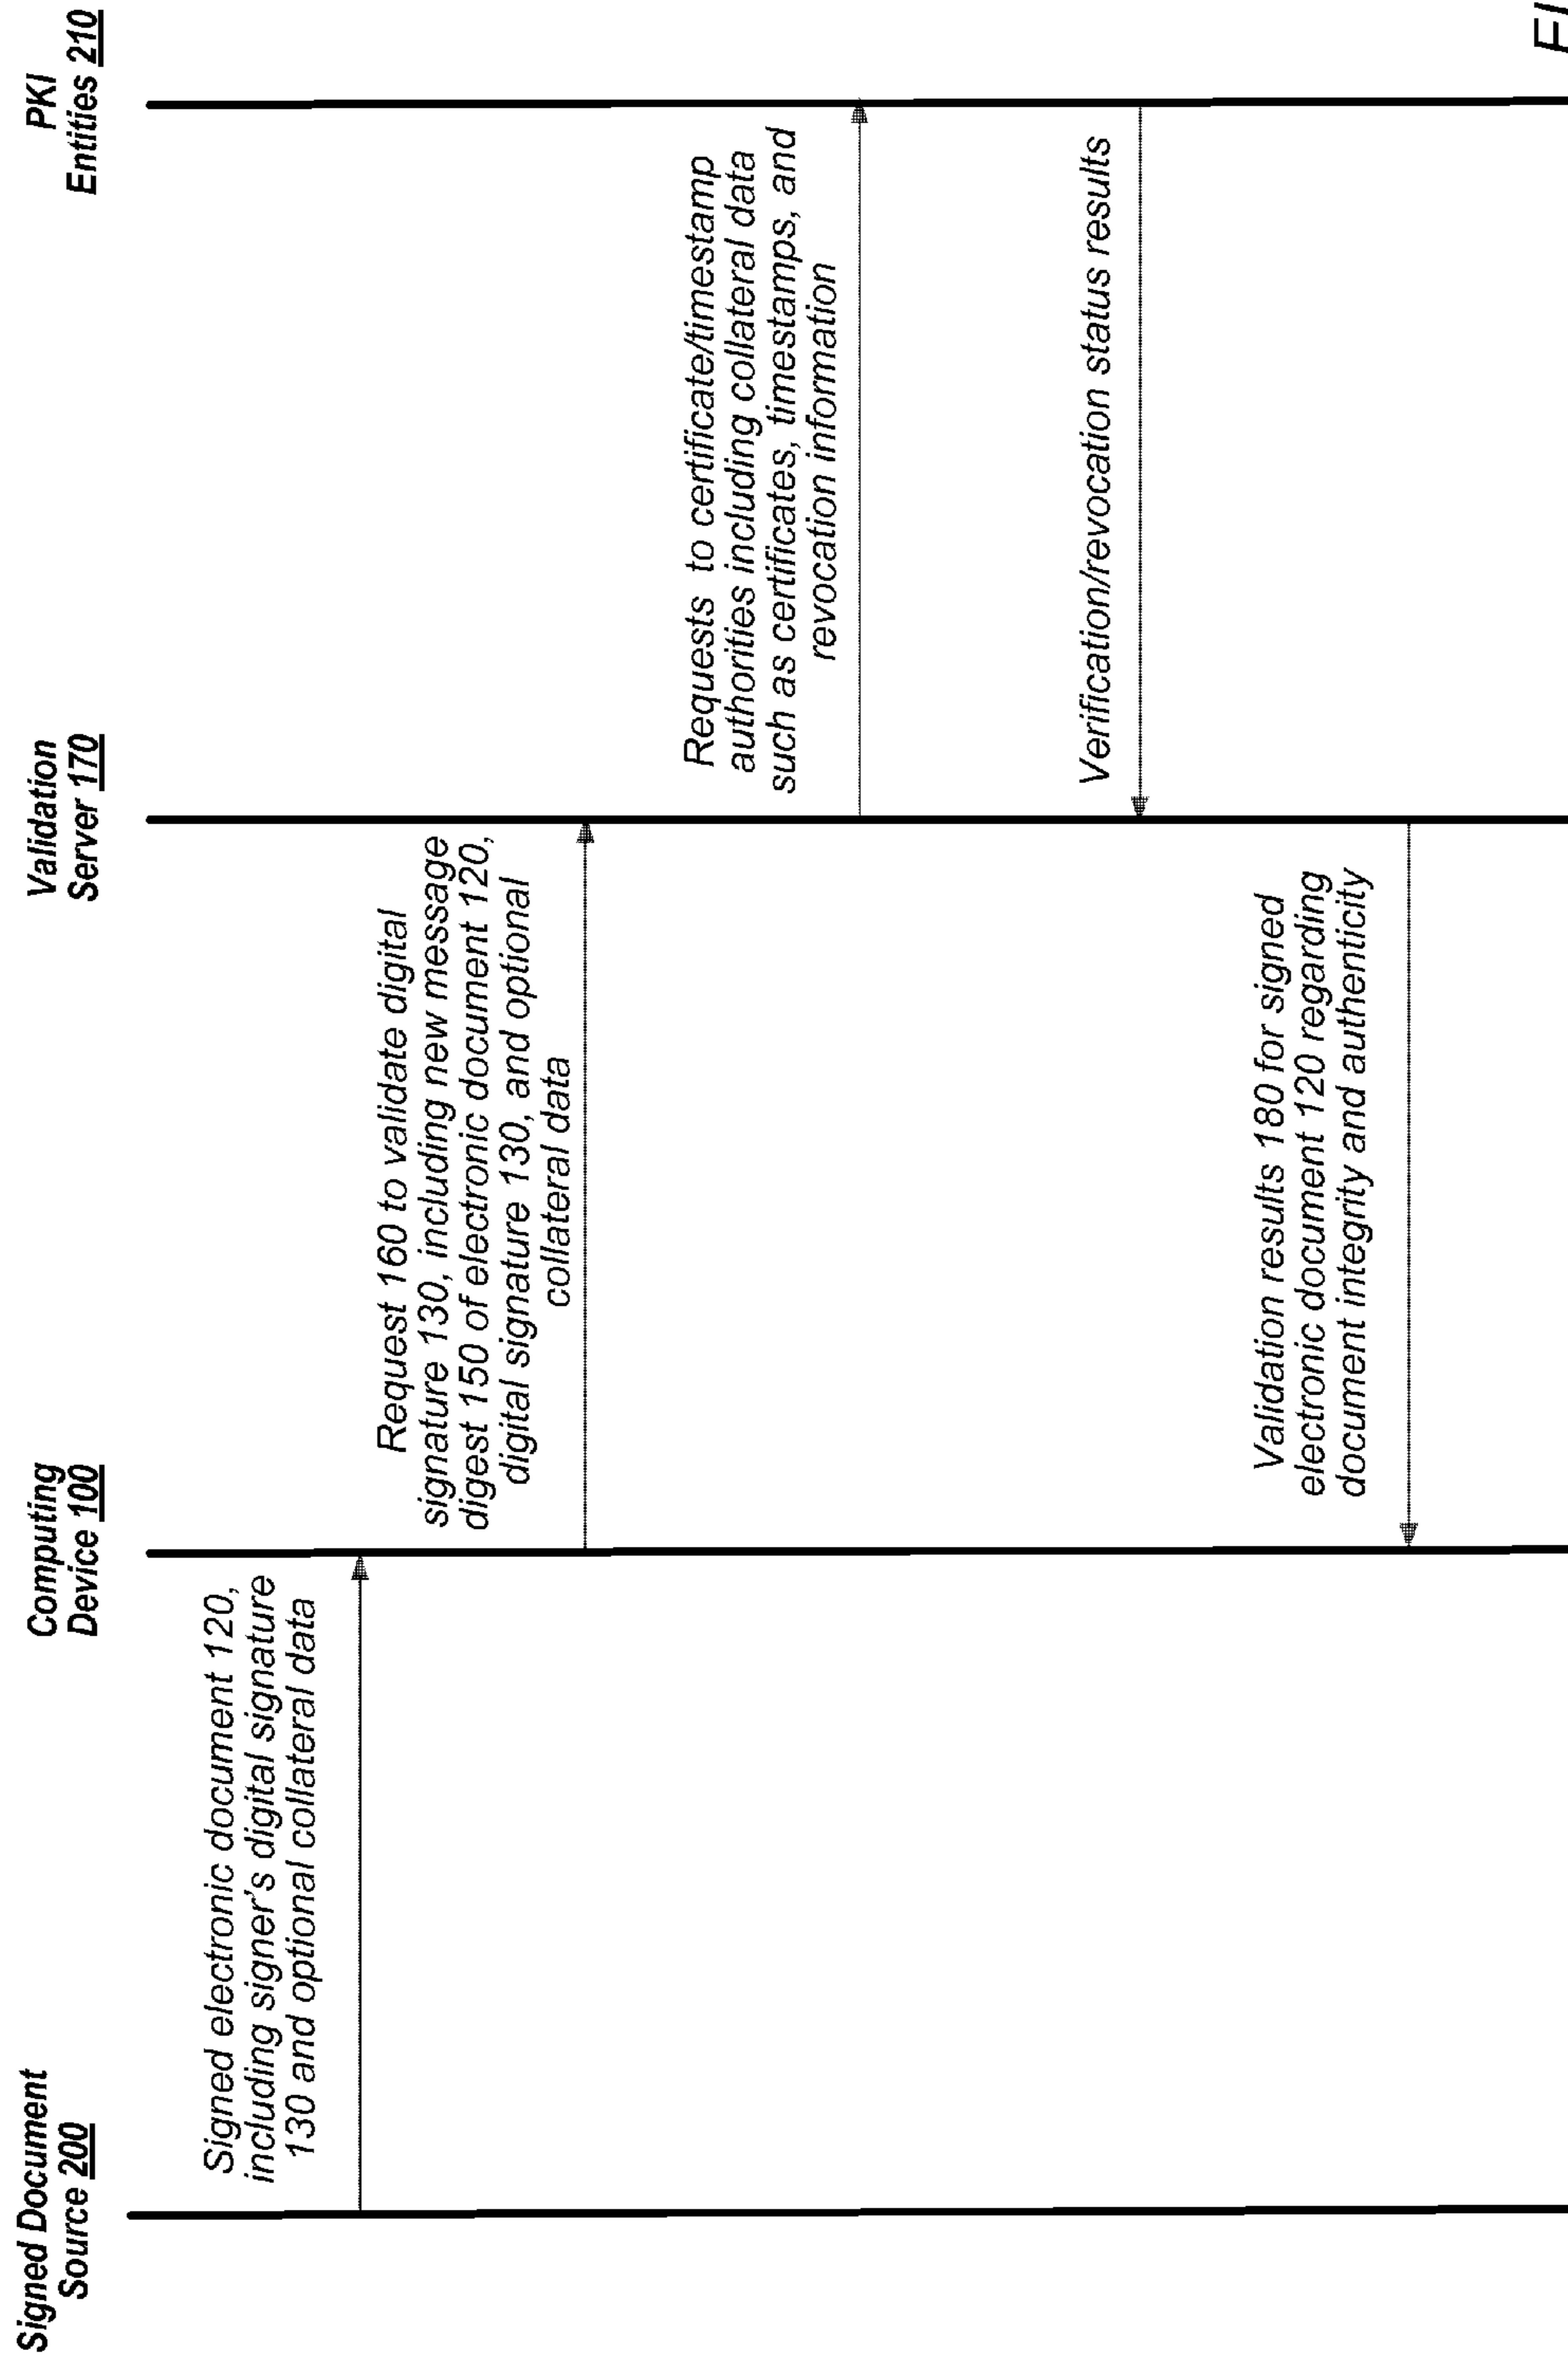 Signed Document
Source 200
Computing
Device 100
Validation
Server 170
PKI
Entities 210
Signed electronic document 120,
including signer's digital signature
130 and optional collateral data
Request 160 to validate digital
signature 130, including new message
digest 150 of electronic document 120,
digital signature 130, and optional
collateral data
Requests to certificate/timestamp
authorities including collateral data
such as certificates, timestamps, and
revocation information
Verification/revocation status results
Validation results 180 for signed
electronic document 120 regarding
document integrity and authenticity